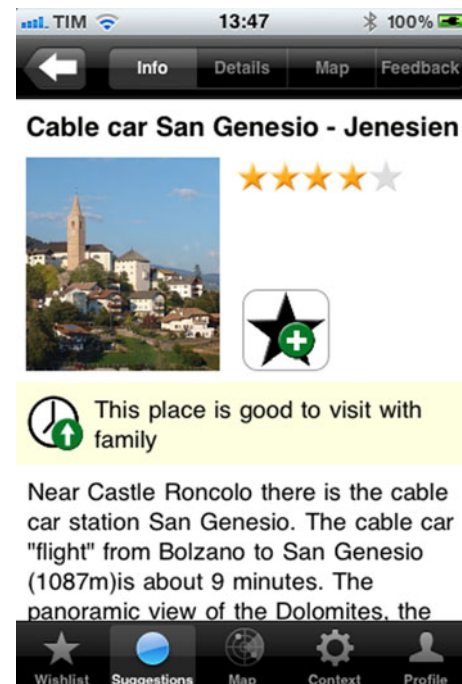 TIM 13:47 100%
Info Details Map Feedback
Cable car San Genesio - Jenesien
This place is good to visit with
family
Near Castle Roncolo there is the cable
car station San Genesio. The cable car
"flight" from Bolzano to San Genesio
(1087m)is about 9 minutes. The
panoramic view of the Dolomites, the
Wishlist Suggestions Map Context Profile